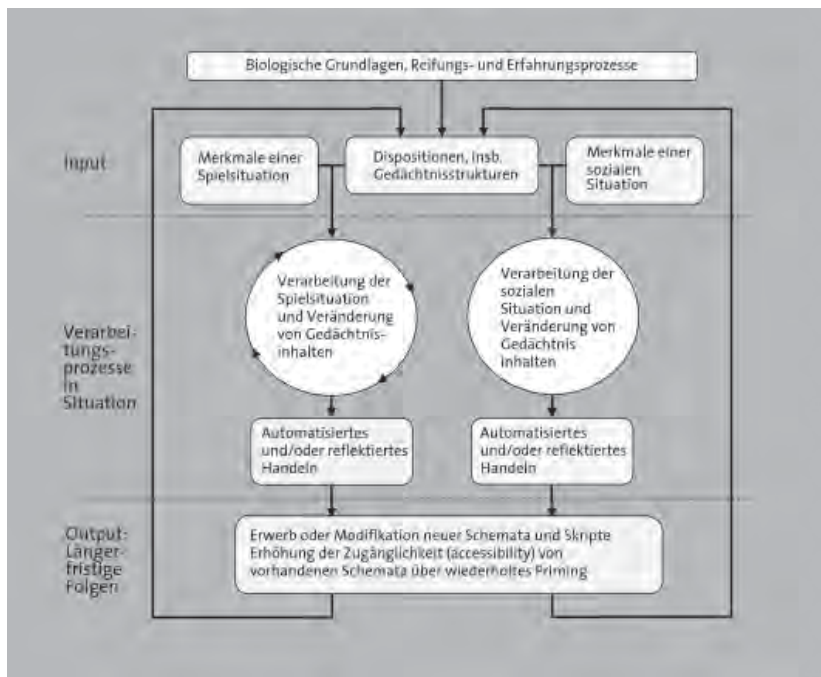 Biologische Grundlagen, Reifungs- und Erfahrungsprozesse
Input
Merkmale einer
Spielsituation
Dispositionen, insb.
Gedächtnisstrukturen
Merkmale einer
sozialen
Situation
Verarbei-
tungs-
prozesse
in
Situation
Verarbeitung der
Spielsituation
und Veränderung
von Gedächtnis-
inhalten
Verarbeitung der
sozialen
Situation und
Veränderung von
Gedächtnis
inhalten
Automatisiertes
und/oder reflektiertes
Handeln
Automatisiertes
und/oder reflektiertes
Handeln
Output:
Länger-
fristige
Folgen
Erwerb oder Modifikation neuer Schemata und Skripte
Erhöhung der Zugänglichkeit (accessibility) von
vorhandenen Schemata über wiederholtes Priming